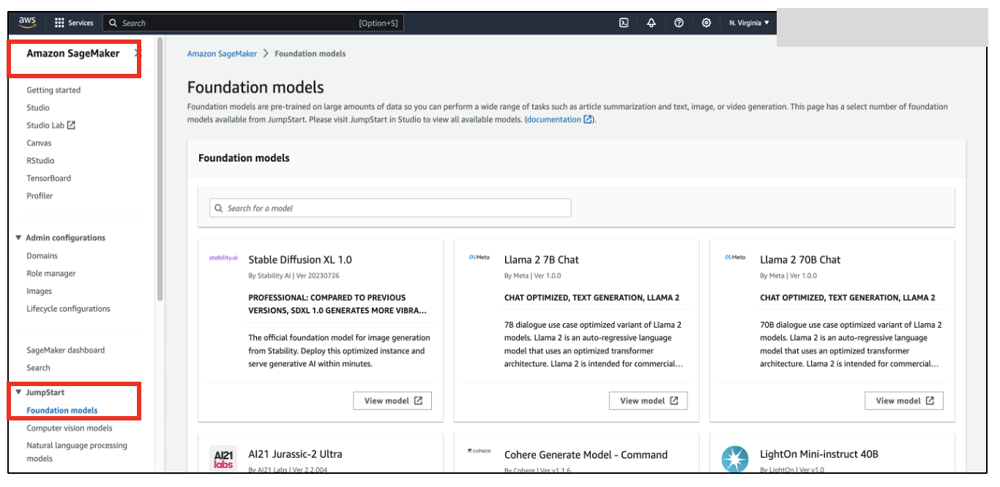 aws
Services
Search
[Option+S]
N. Virginia
Amazon SageMaker
Getting started
Studio
Studio Lab
Canvas
RStudio
TensorBoard
Profiler
Admin configurations
Domains
Role manager
Images
Lifecycle configurations
SageMaker dashboard
Search
JumpStart
Foundation models
Computer vision models
Natural language processing
models
Amazon SageMaker > Foundation models
Foundation models
Foundation models are pre-trained on large amounts of data so you can perform a wide range of tasks such as article summarization and text, image, or video generation. This page has a select number of foundation
models available from JumpStart. Please visit JumpStart in Studio to view all available models. (documentation).
Foundation models
Search for a model
stability.ai
Stable Diffusion XL 1.0
By Stability AI | Ver 20230726
PROFESSIONAL: COMPARED TO PREVIOUS
VERSIONS, SDXL 1.0 GENERATES MORE VIBRA...
The official foundation model for image generation
from Stability. Deploy this optimized instance and
serve generative AI within minutes.
View model
Meta
Llama 2 7B Chat
By Meta | Ver 1.0.0
CHAT OPTIMIZED, TEXT GENERATION, LLAMA 2
7B dialogue use case optimized variant of Llama 2
models. Llama 2 is an auto-regressive language
model that uses an optimized transformer
architecture. Llama 2 is intended for commercial...
View model
Meta
Llama 2 70B Chat
By Meta | Ver 1.0.0
CHAT OPTIMIZED, TEXT GENERATION, LLAMA 2
70B dialogue use case optimized variant of Llama 2
models. Llama 2 is an auto-regressive language
model that uses an optimized transformer
architecture. Llama 2 is intended for commercial...
View model
AI21
labs
AI21 Jurassic-2 Ultra
By AI21 Labs | Ver 2.2.004
cohere
Cohere Generate Model - Command
By Cohere | Ver v1.1.6
LightOn Mini-instruct 40B
By LightOn | Ver v1.0